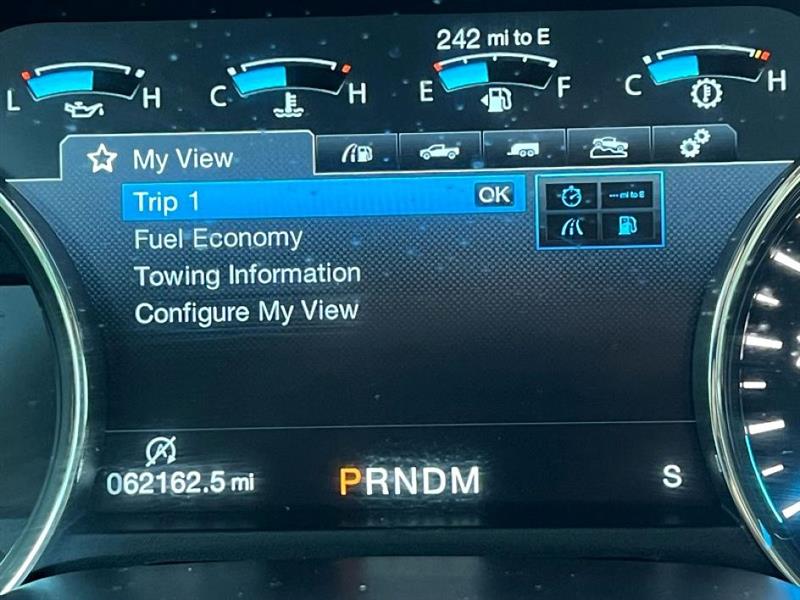 242 mi to E
L H C H E F C H
My View
Trip 1 OK
--- mi to E
Fuel Economy
Towing Information
Configure My View
062162.5 mi PRNDM S